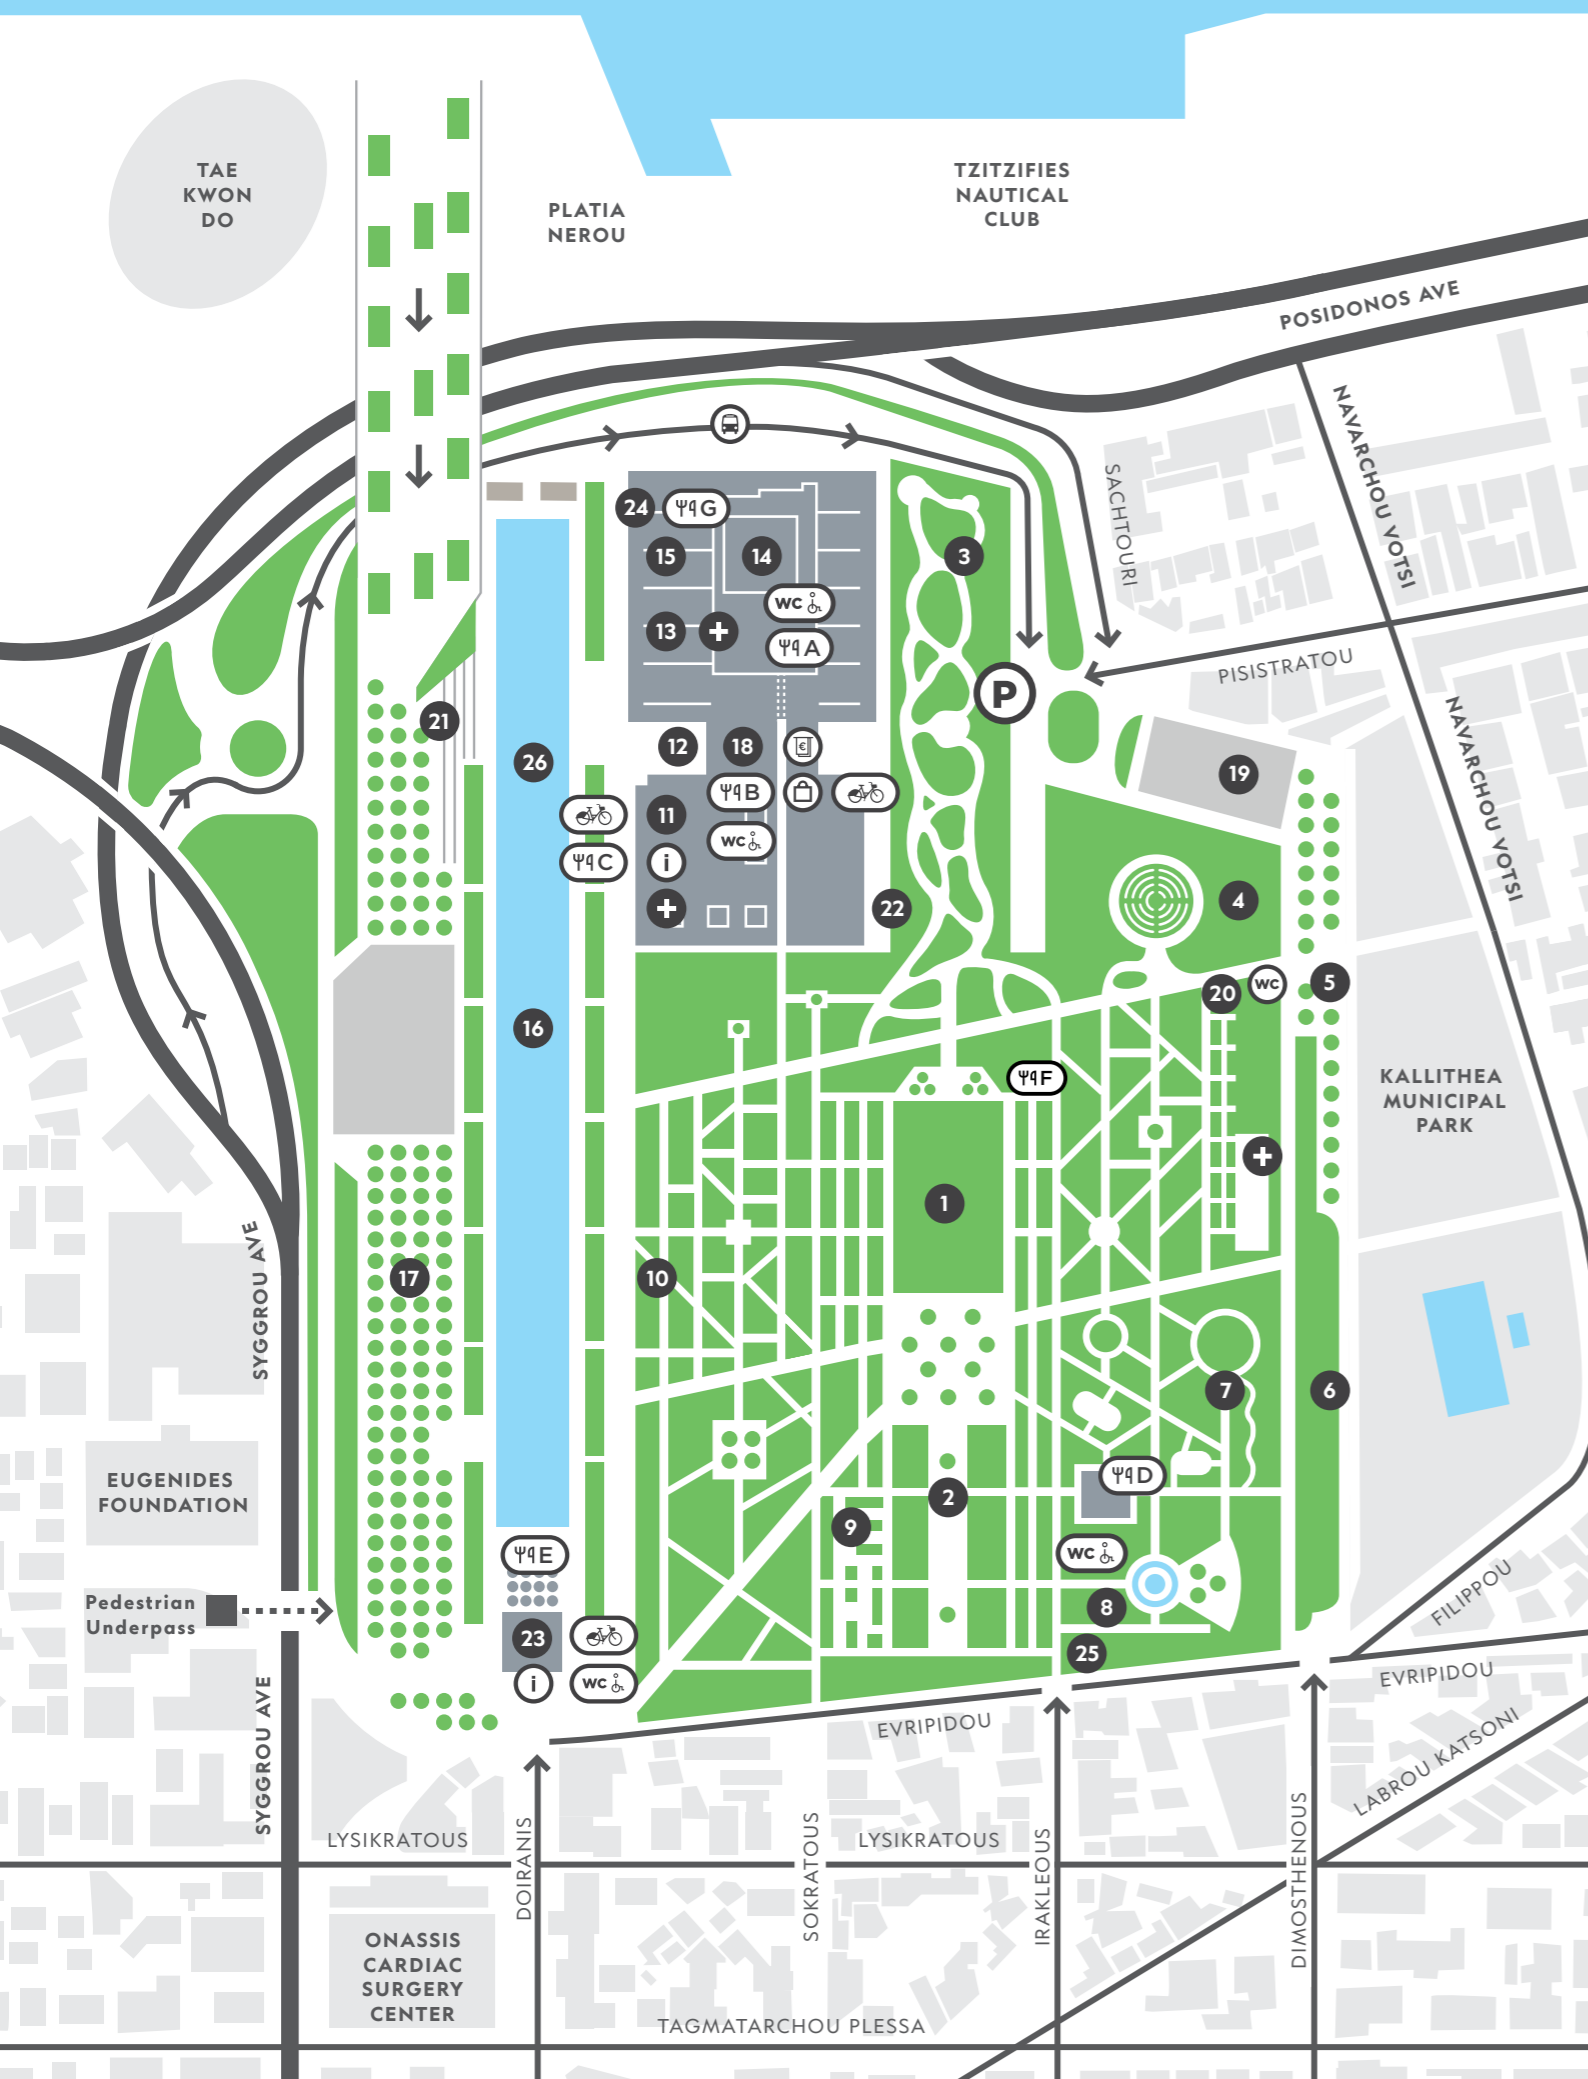 TAE
KWON
DO
PLATIA
NEROU
TZITZIFIES
NAUTICAL
CLUB
POSIDONOS AVE
NAVARCHOU VOTSI
SACHTOURI
24
G
15
14
3
WC
13
A
PISISTRATOU
P
NAVARCHOU VOTSI
21
12
18
€
26
19
B
11
WC
C
i
4
22
20
WC
5
16
F
KALLITHEA
MUNICIPAL
PARK
1
SYGGROU AVE
17
10
7
6
EUGENIDES
FOUNDATION
D
2
9
E
WC
Pedestrian
Underpass
8
FILIPPOU
23
25
i
WC
EVRIPIDOU
EVRIPIDOU
SYGGROU AVE
LABROU KATSONI
LYSIKRATOUS
DOIRANIS
SOKRATOUS
LYSIKRATOUS
IRAKLEOUS
DIMOSTHENOUS
ONASSIS
CARDIAC
SURGERY
CENTER
TAGMATARCHOU PLESSA